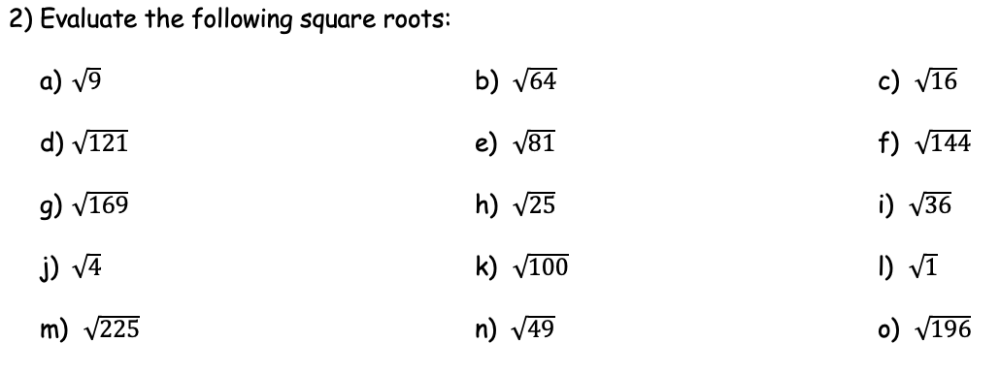 2) Evaluate the following square roots:
a) √9 b) √64 c) √16
d) √121 e) √81 f) √144
g) √169 h) √25 i) √36
j) √4 k) √100 l) √1
m) √225 n) √49 o) √196